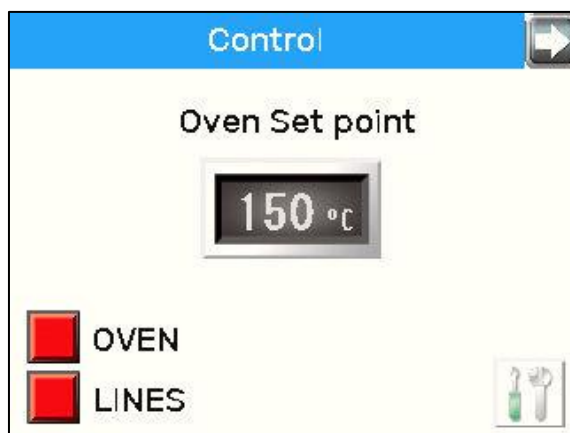 Control
Oven Set point
150 °C
OVEN
LINES